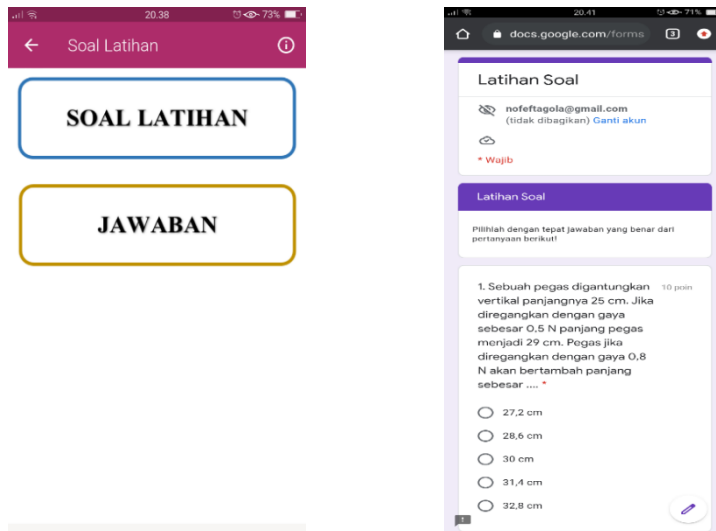 20.38
73%
Soal Latihan
SOAL LATIHAN
JAWABAN
20.41
71%
docs.google.com/forms
3
Latihan Soal
nofeftagola@gmail.com
(tidak dibagikan) Ganti akun
* Wajib
Latihan Soal
Pilihlah dengan tepat jawaban yang benar dari
pertanyaan berikut!
1. Sebuah pegas digantungkan 10 poin
vertikal panjangnya 25 cm. Jika
diregangkan dengan gaya
sebesar 0,5 N panjang pegas
menjadi 29 cm. Pegas jika
diregangkan dengan gaya 0,8
N akan bertambah panjang
sebesar .... *
27,2 cm
28,6 cm
30 cm
31,4 cm
32,8 cm